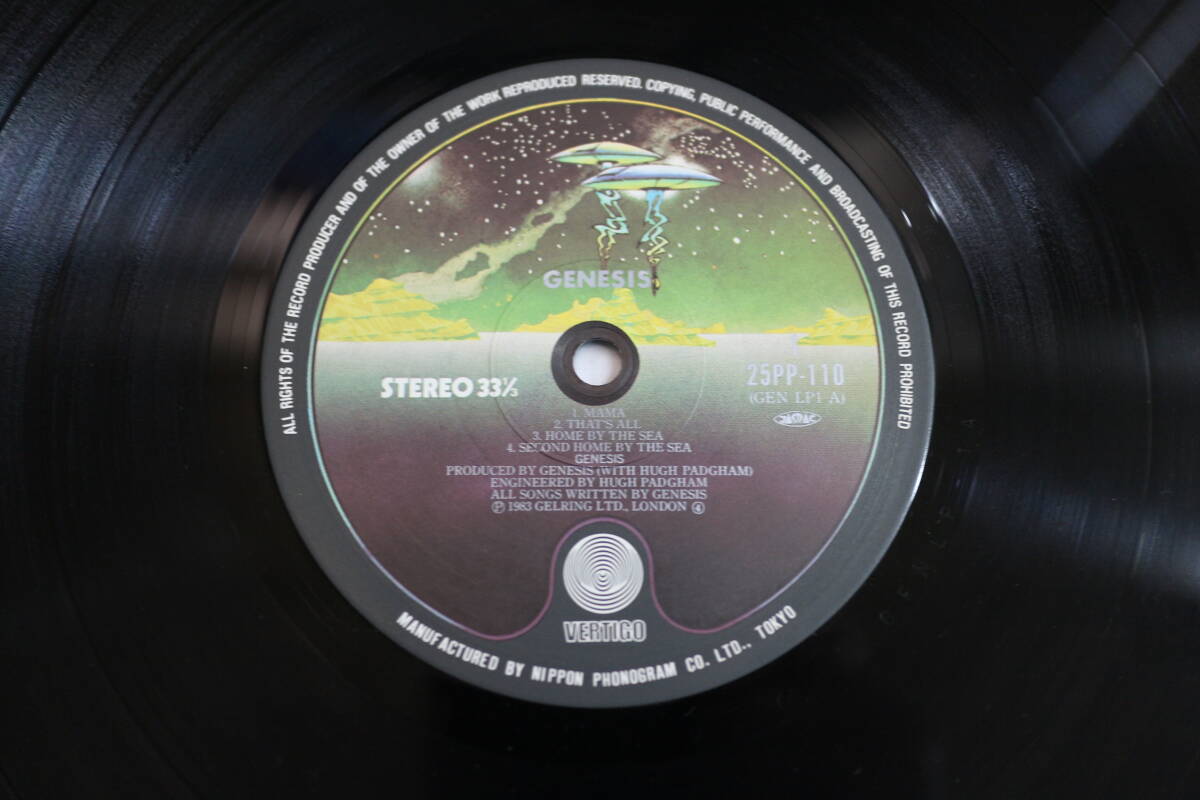 ALL RIGHTS OF THE RECORD PRODUCER AND OF THE OWNER OF THE WORK REPRODUCED RESERVED. COPYING, PUBLIC PERFORMANCE AND BROADCASTING OF THIS RECORD PROHIBITED
GENESIS
STEREO 33⅓
25PP-110
(GEN LP1 A)
JASRAC
1. MAMA
2. THAT'S ALL
3. HOME BY THE SEA
4. SECOND HOME BY THE SEA
GENESIS
PRODUCED BY GENESIS (WITH HUGH PADGHAM)
ENGINEERED BY HUGH PADGHAM
ALL SONGS WRITTEN BY GENESIS
Ⓟ 1983 GELRING LTD., LONDON ④
VERTIGO
MANUFACTURED BY NIPPON PHONOGRAM CO. LTD., TOKYO